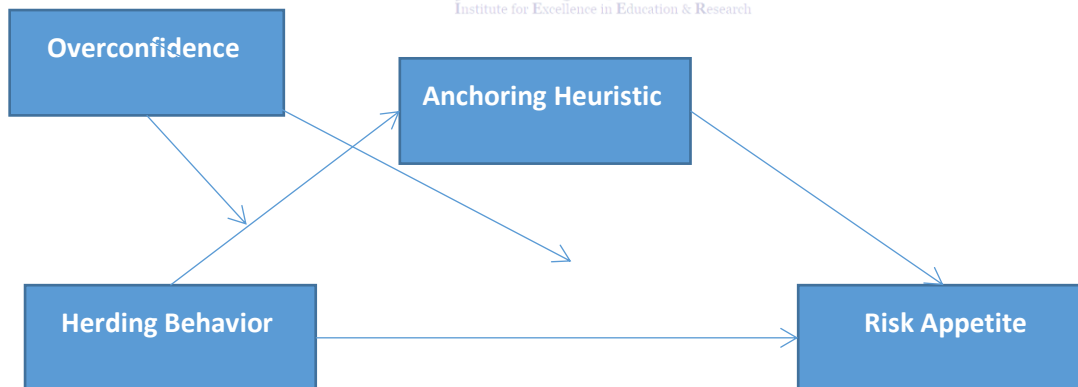 Institute for Excellence in Education & Research
Overconfidence
Anchoring Heuristic
Herding Behavior
Risk Appetite